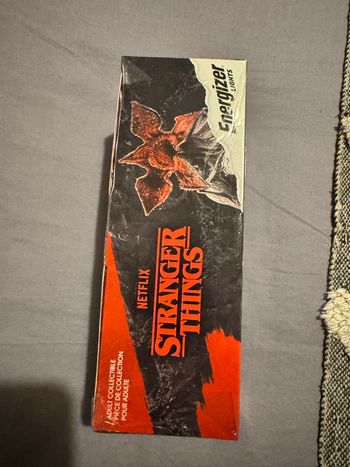 Energizer
LIGHTS
NETFLIX
STRANGER
THINGS
ADULT COLLECTIBLE
PIÈCE DE COLLECTION
POUR ADULTE